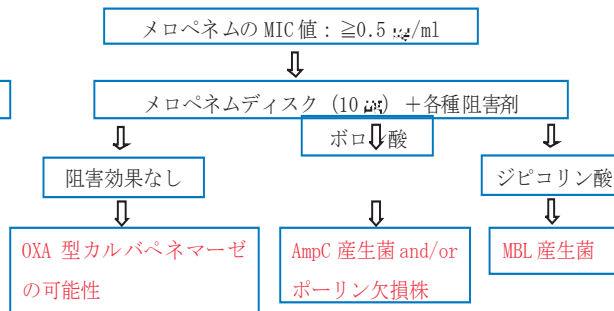 メロペネムの MIC 値：≧0.5 ㎍/ml
メロペネムディスク（10 ㎍）＋各種阻害剤
ボロン酸
阻害効果なし
ジピコリン酸
OXA 型カルバペネマーゼ
の可能性
AmpC 産生菌 and/or
ポーリン欠損株
MBL 産生菌